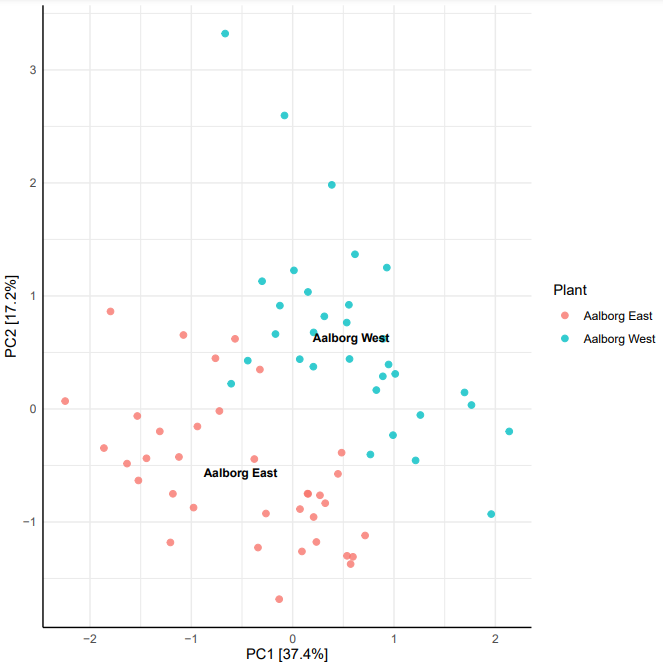 3
2
1
0
−1
PC2 [17.2%]
Aalborg West
Aalborg East
−2
−1
0
1
2
PC1 [37.4%]
Plant
Aalborg East
Aalborg West